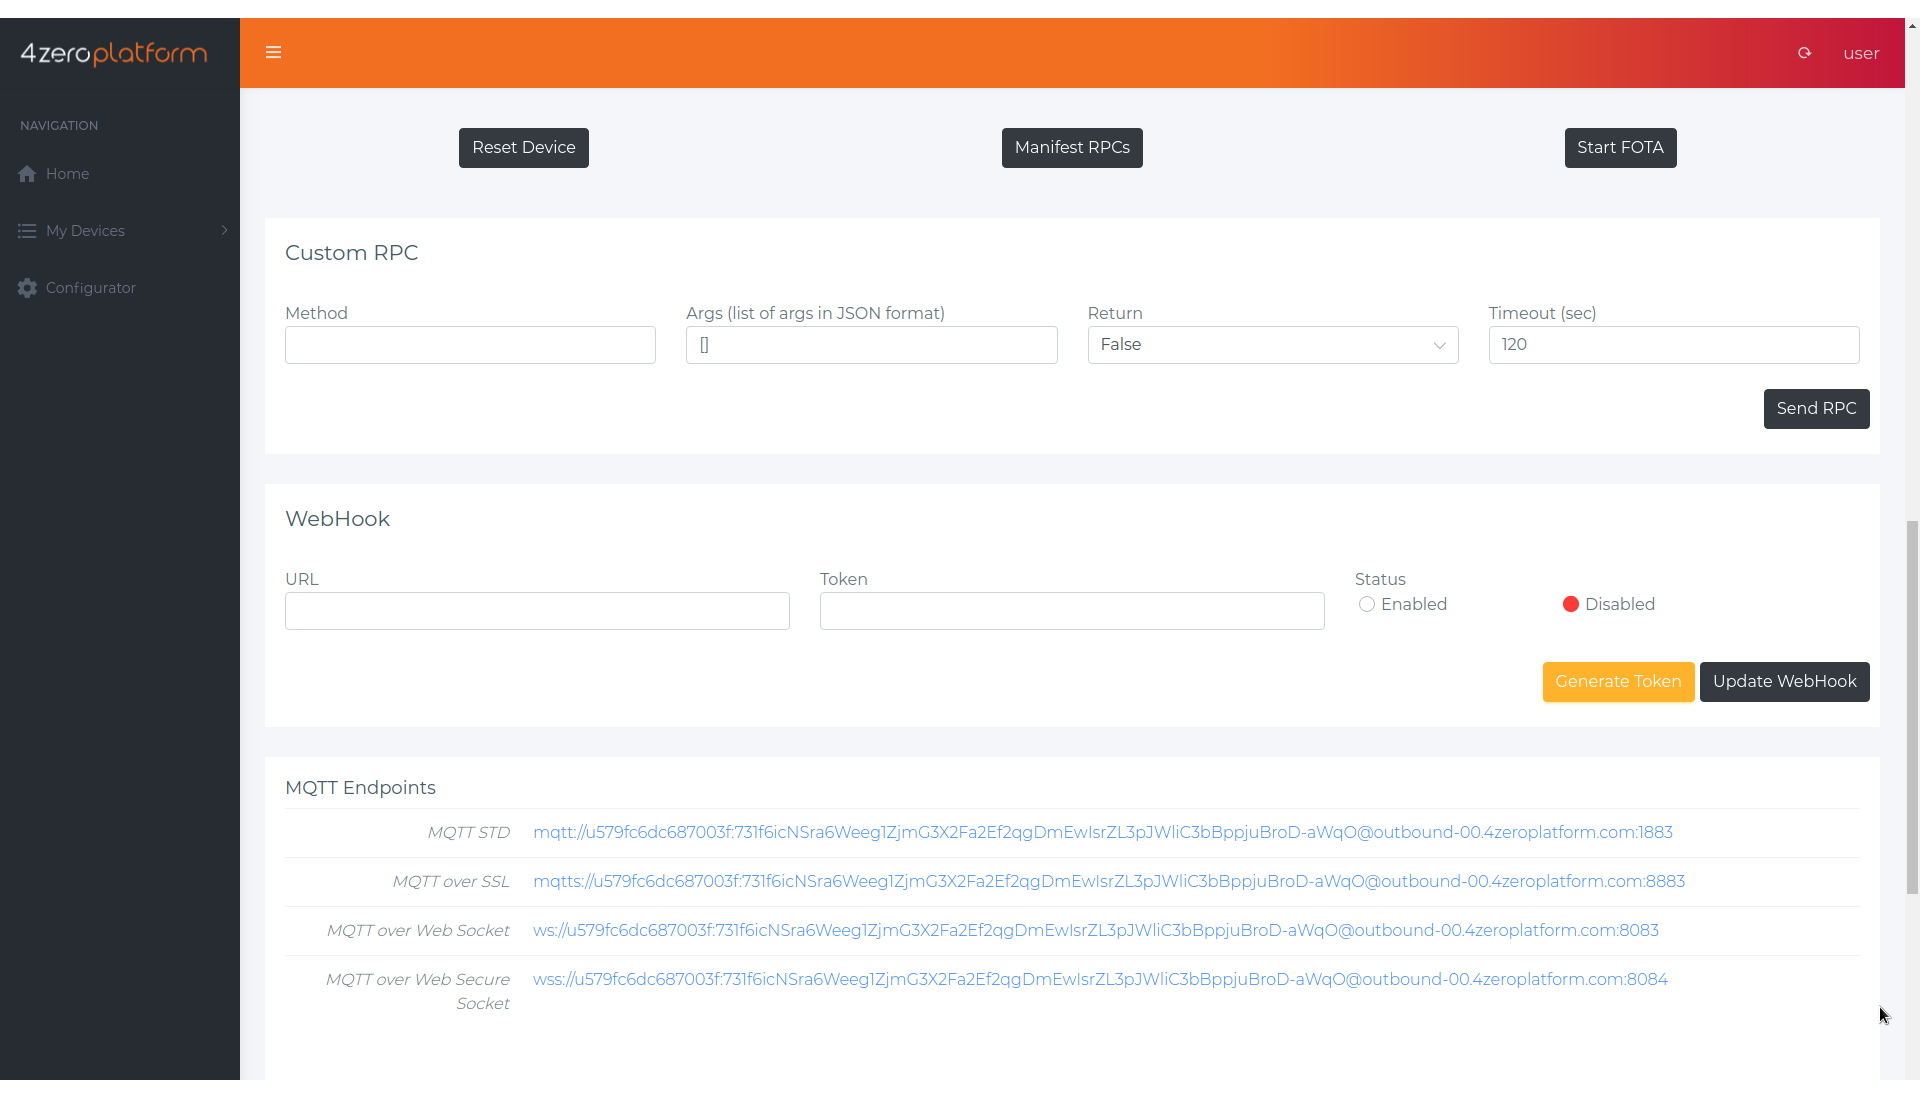 4zeroplatform
user
NAVIGATION
Home
My Devices
Configurator
Reset Device
Manifest RPCs
Start FOTA
Custom RPC
Method
Args (list of args in JSON format)
Return
Timeout (sec)
[]
False
120
Send RPC
WebHook
URL
Token
Status
Enabled
Disabled
Generate Token
Update WebHook
MQTT Endpoints
MQTT STD mqtt://u579fc6dc687003f:731f6icNSra6Weeg1ZjmG3X2Fa2Ef2qgDmEwIsrZL3pJWliC3bBppjuBroD-aWqO@outbound-00.4zeroplatform.com:1883
MQTT over SSL mqtts://u579fc6dc687003f:731f6icNSra6Weeg1ZjmG3X2Fa2Ef2qgDmEwIsrZL3pJWliC3bBppjuBroD-aWqO@outbound-00.4zeroplatform.com:8883
MQTT over Web Socket ws://u579fc6dc687003f:731f6icNSra6Weeg1ZjmG3X2Fa2Ef2qgDmEwIsrZL3pJWliC3bBppjuBroD-aWqO@outbound-00.4zeroplatform.com:8083
MQTT over Web Secure Socket wss://u579fc6dc687003f:731f6icNSra6Weeg1ZjmG3X2Fa2Ef2qgDmEwIsrZL3pJWliC3bBppjuBroD-aWqO@outbound-00.4zeroplatform.com:8084